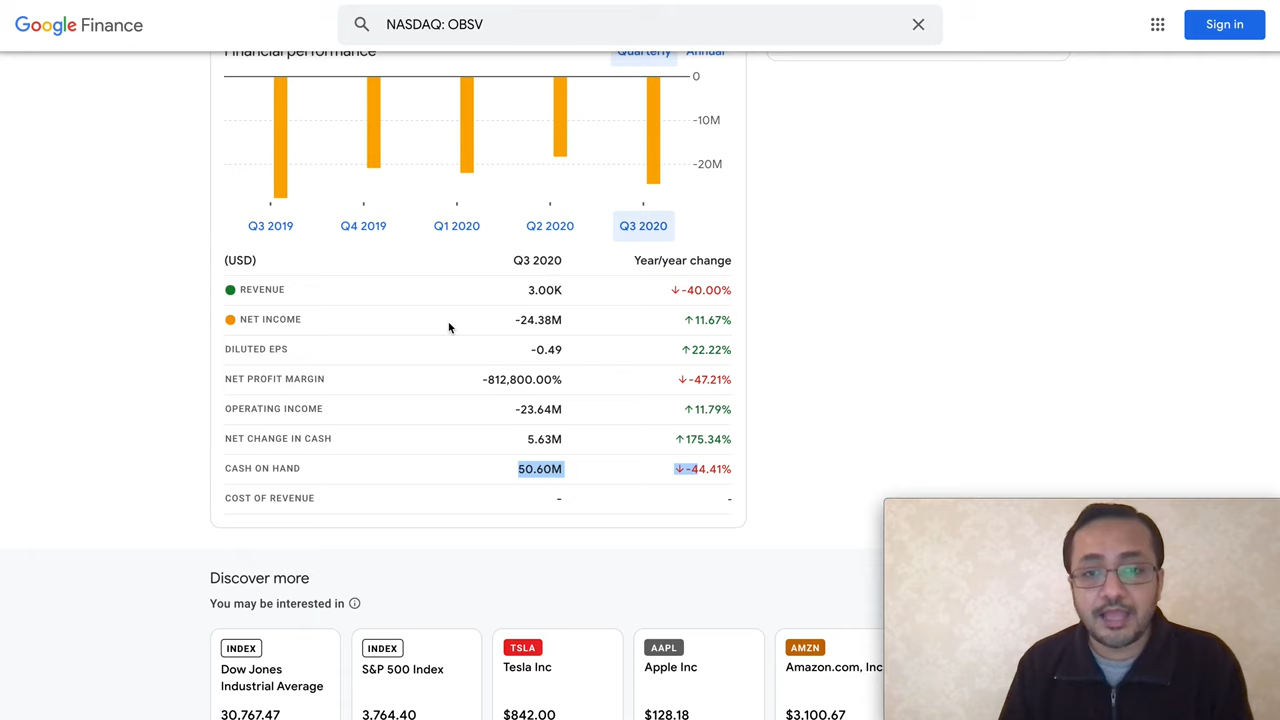 Google Finance
NASDAQ: OBSV
Sign in
Financial performance
Quarterly
Annual
0
-10M
-20M
Q3 2019
Q4 2019
Q1 2020
Q2 2020
Q3 2020
(USD) Q3 2020 Year/year change
REVENUE 3.00K ↓-40.00%
NET INCOME -24.38M ↑11.67%
DILUTED EPS -0.49 ↑22.22%
NET PROFIT MARGIN -812,800.00% ↓-47.21%
OPERATING INCOME -23.64M ↑11.79%
NET CHANGE IN CASH 5.63M ↑175.34%
CASH ON HAND 50.60M ↓-44.41%
COST OF REVENUE - -
Discover more
You may be interested in
INDEX
Dow Jones
Industrial Average
30,767.47
INDEX
S&P 500 Index
3,764.40
TSLA
Tesla Inc
$842.00
AAPL
Apple Inc
$128.18
AMZN
Amazon.com, Inc
$3,100.67